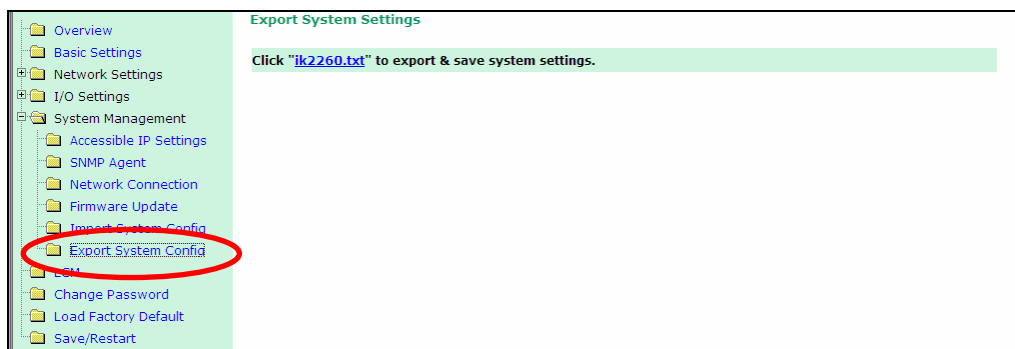 Overview
Basic Settings
Network Settings
I/O Settings
System Management
Accessible IP Settings
SNMP Agent
Network Connection
Firmware Update
Import System Config
Export System Config
LCM
Change Password
Load Factory Default
Save/Restart
Export System Settings
Click "ik2260.txt" to export & save system settings.